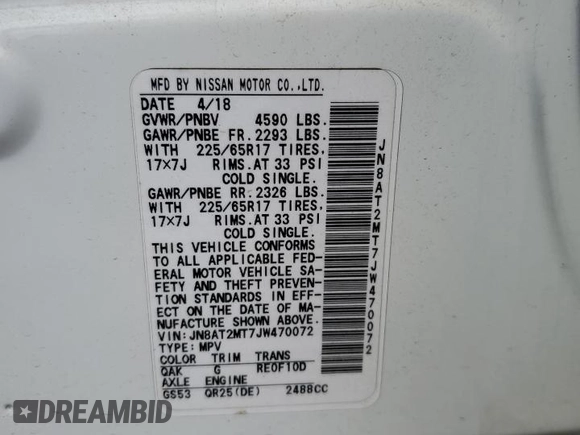 MFD BY NISSAN MOTOR CO.,LTD.
DATE 4/18
GVWR/PNBV 4590 LBS.
GAWR/PNBE FR. 2293 LBS.
WITH 225/65R17 TIRES.
17×7J RIMS. AT 33 PSI
COLD SINGLE.
GAWR/PNBE RR. 2326 LBS.
WITH 225/65R17 TIRES.
17×7J RIMS. AT 33 PSI
COLD SINGLE.
THIS VEHICLE CONFORMS
TO ALL APPLICABLE FED-
ERAL MOTOR VEHICLE SA-
FETY AND THEFT PREVEN-
TION STANDARDS IN EFF-
ECT ON THE DATE OF MA-
NUFACTURE SHOWN ABOVE.
VIN: JN8AT2MT7JW470072
TYPE: MPV
COLOR TRIM TRANS
QAK G RE0F10D
AXLE ENGINE
GS53 QR25(DE) 2488CC
JN8AT2MT7JW470072
DREAMBID